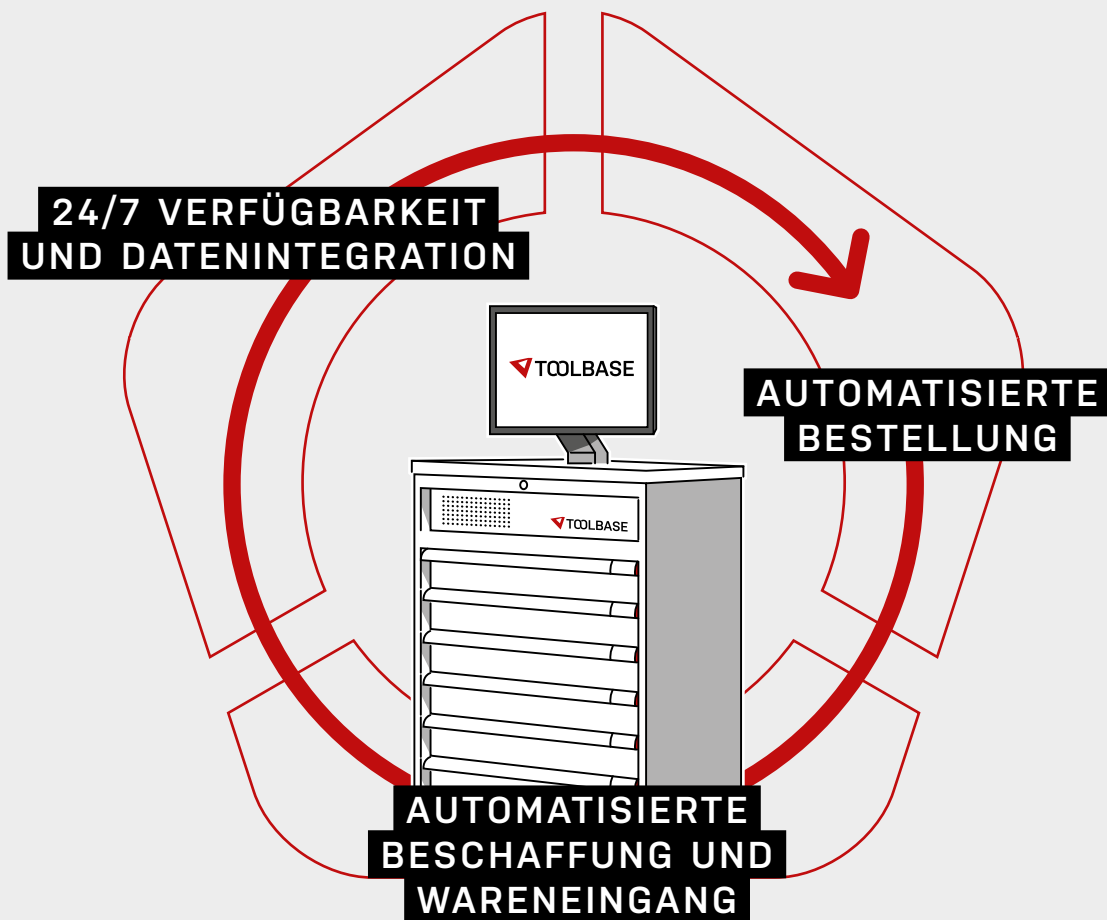 24/7 VERFÜGBARKEIT
UND DATENINTEGRATION
TOOLBASE
AUTOMATISIERTE
BESTELLUNG
TOOLBASE
AUTOMATISIERTE
BESCHAFFUNG UND
WARENEINGANG